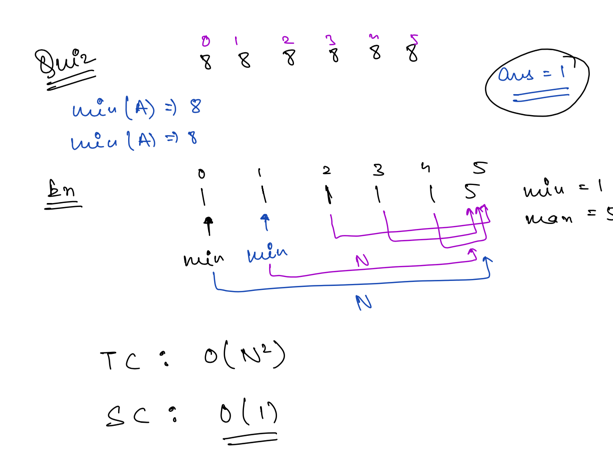 0 1 2 3 4 5
Quiz 8 8 8 8 8 8
Ans = 1
min(A) => 8
min(A) => 8
0 1 2 3 4 5
Ex 1 1 1 1 1 5 min = 1
max = 5
min min N
N
TC : O(N²)
SC : O(1)